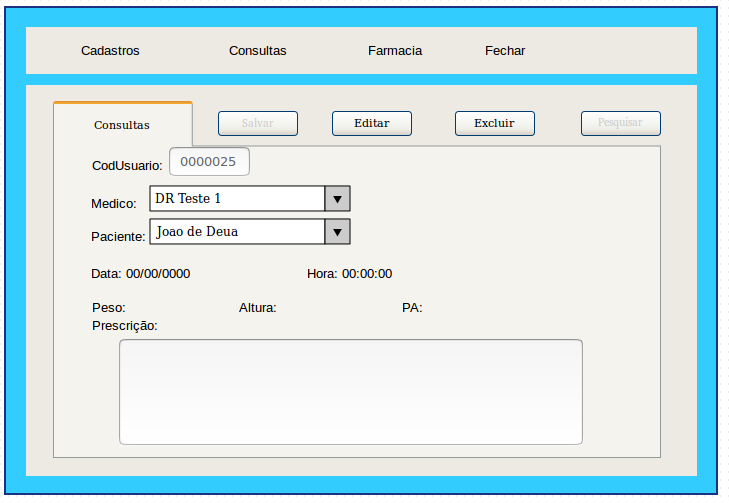 Cadastros Consultas Farmacia Fechar
Consultas Salvar Editar Excluir Pesquisar
CodUsuario: 0000025
Medico: DR Teste 1
Paciente: Joao de Deua
Data: 00/00/0000 Hora: 00:00:00
Peso: Altura: PA:
Prescrição: